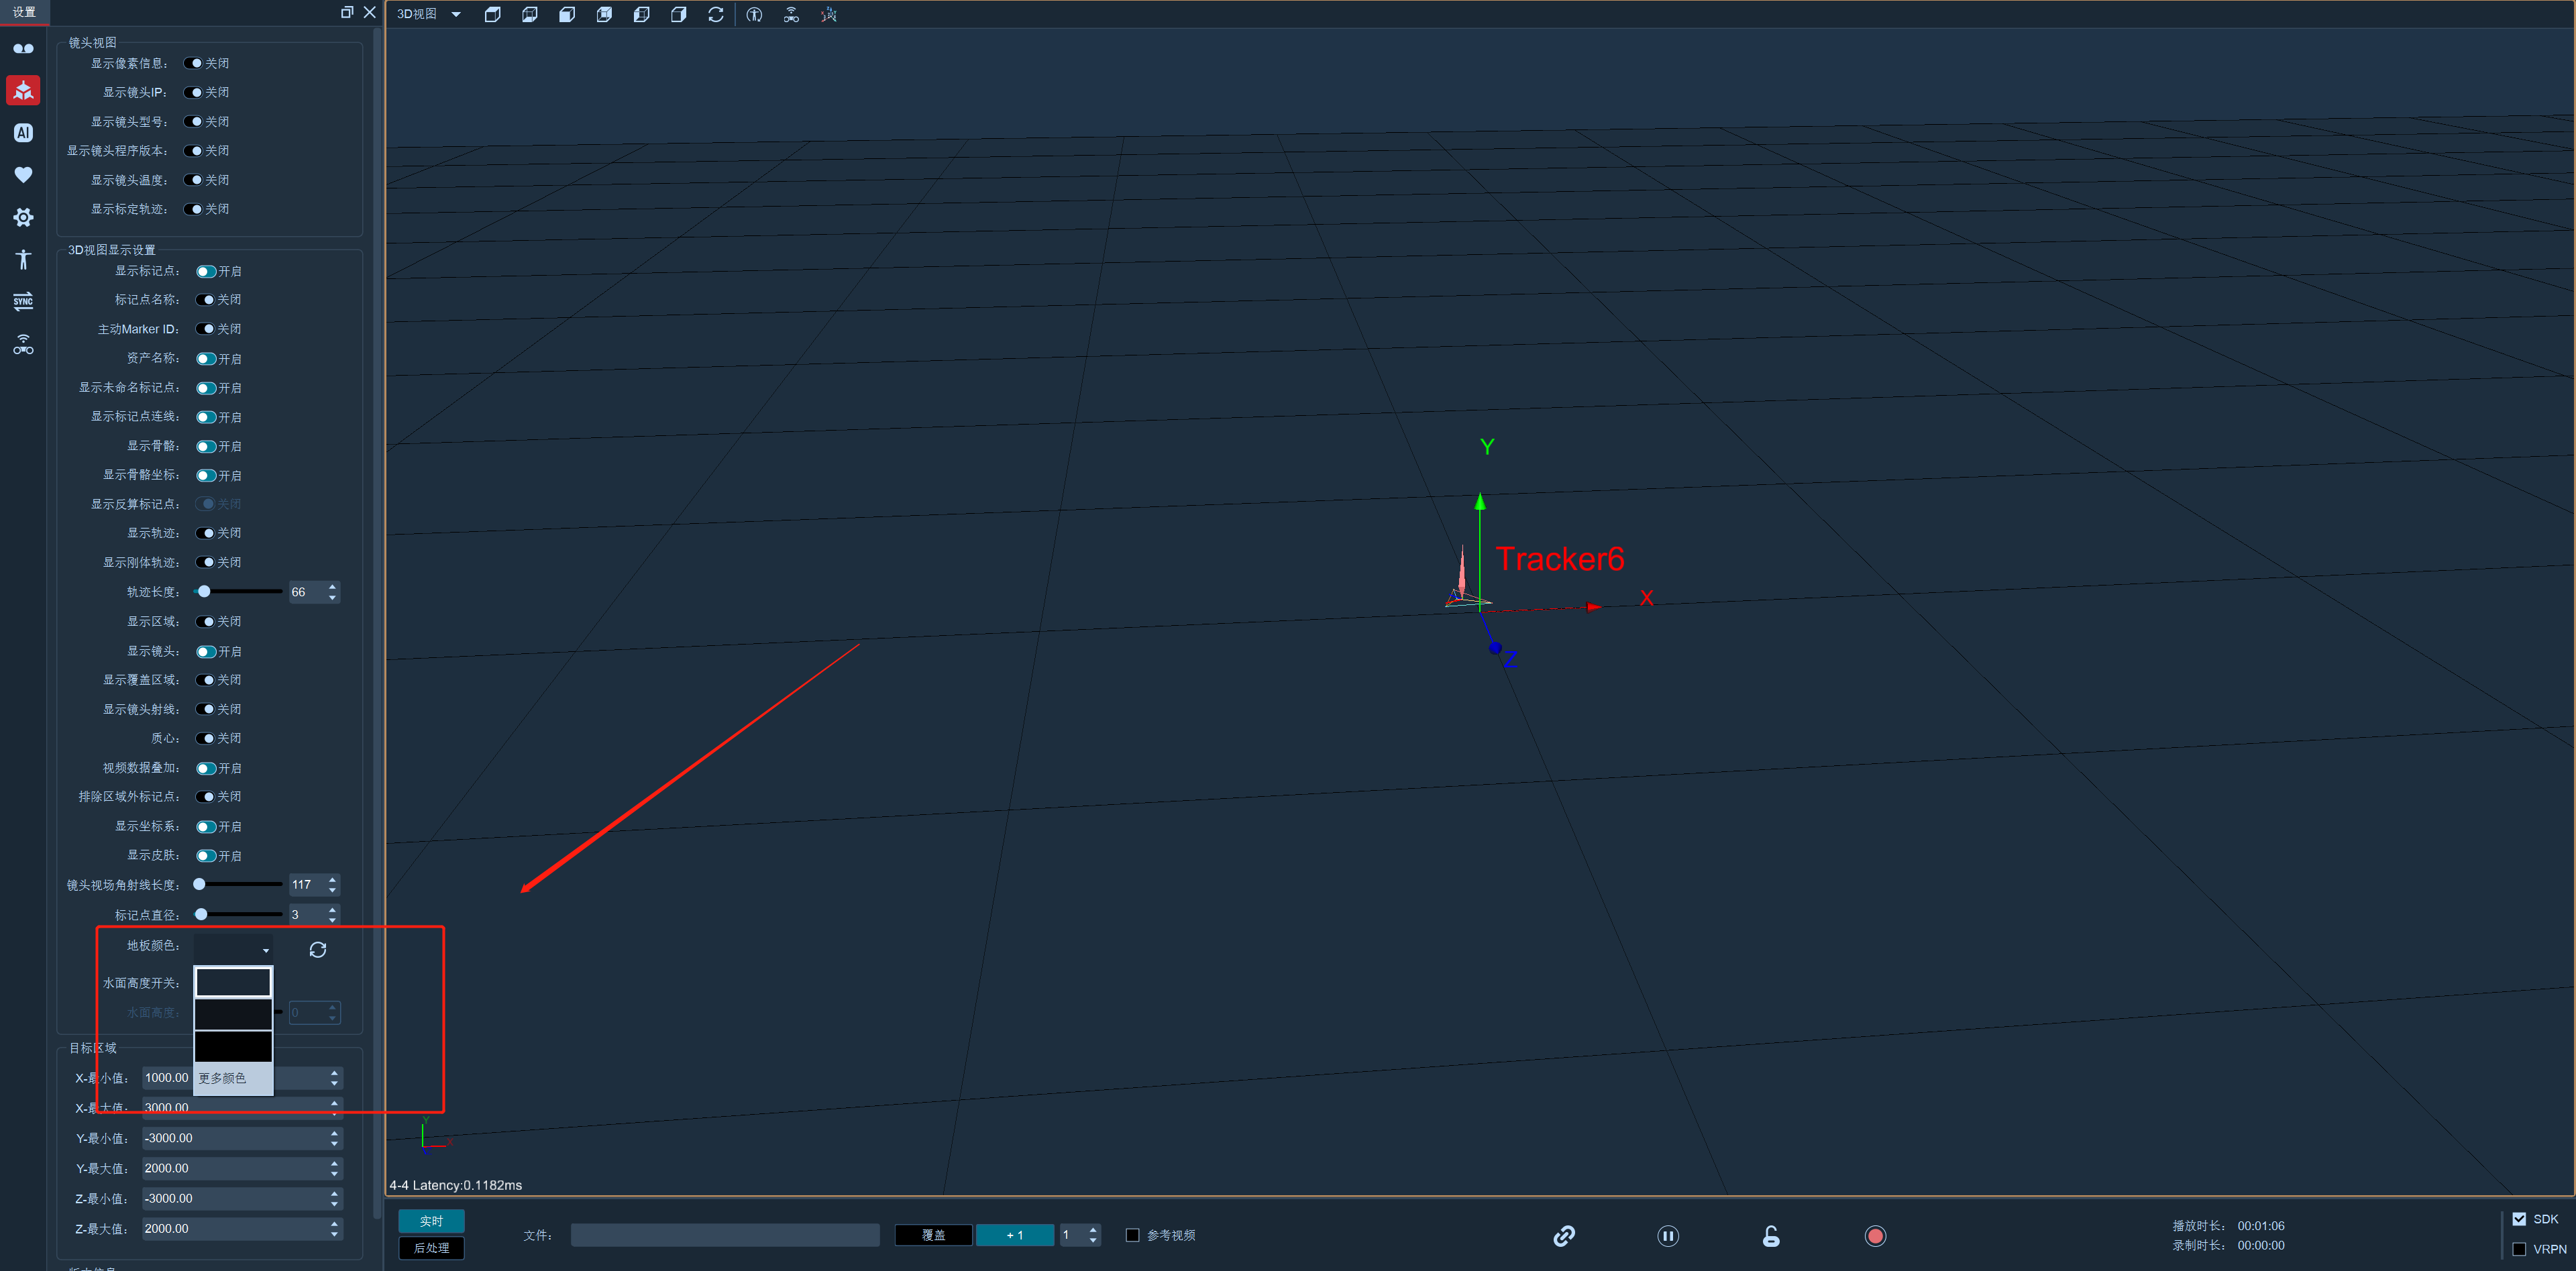 设置
3D视图
镜头视图
显示像素信息： 关闭
显示镜头IP： 关闭
显示镜头型号： 关闭
显示镜头程序版本： 关闭
显示镜头温度： 关闭
显示标定轨迹： 关闭
AI
SYNC
3D视图显示设置
显示标记点： 开启
标记点名称： 关闭
主动Marker ID： 关闭
资产名称： 开启
显示未命名标记点： 开启
显示标记点连线： 开启
显示骨骼： 开启
显示骨骼坐标： 开启
显示反算标记点： 关闭
显示轨迹： 关闭
显示刚体轨迹： 关闭
轨迹长度： 66
显示区域： 关闭
显示镜头： 开启
显示覆盖区域： 关闭
显示镜头射线： 关闭
质心： 关闭
视频数据叠加： 开启
排除区域外标记点： 关闭
显示坐标系： 开启
显示皮肤： 开启
镜头视场角射线长度： 117
标记点直径： 3
地板颜色：
水面高度开关：
水面高度： 0
更多颜色
目标区域
X-最小值： 1000.00
X-最大值： 3000.00
Y-最小值： -3000.00
Y-最大值： 2000.00
Z-最小值： -3000.00
Z-最大值： 2000.00
Y
Tracker6
X
Z
Y
X
4-4 Latency:0.1182ms
实时
后处理
文件：
覆盖
+ 1
1
参考视频
播放时长： 00:01:06
录制时长： 00:00:00
SDK
VRPN